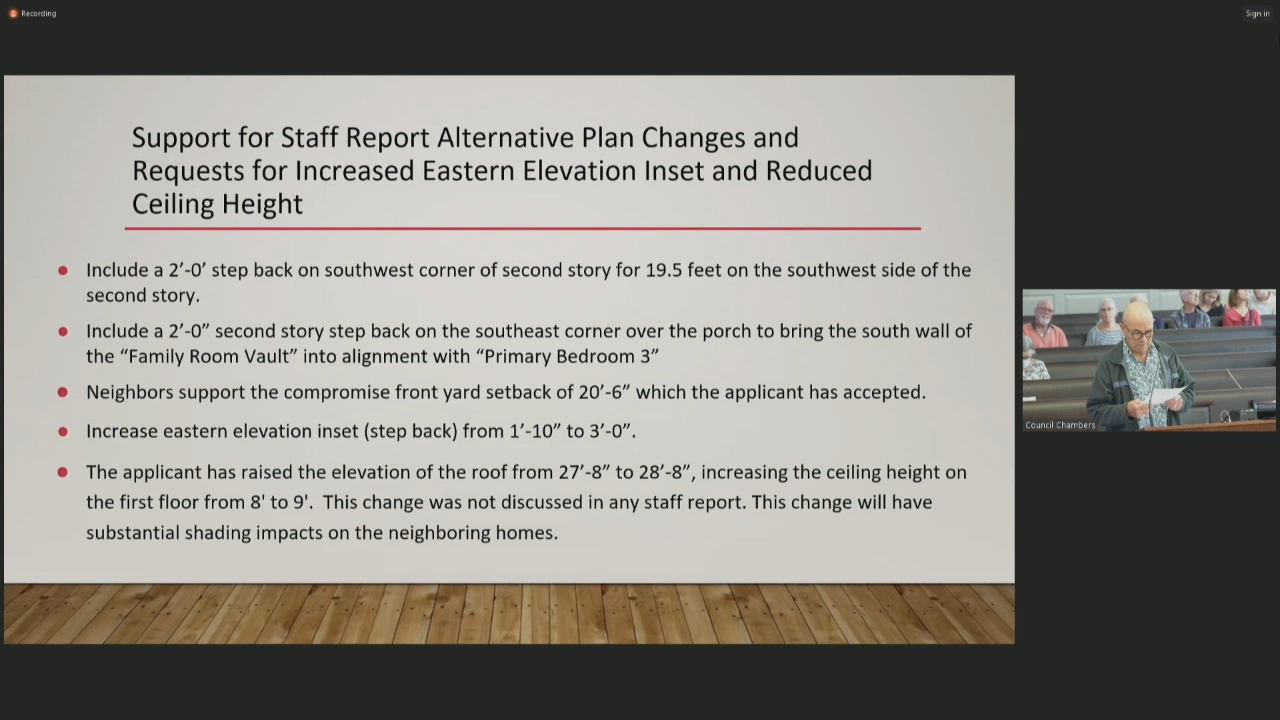 Recording
Sign in
Support for Staff Report Alternative Plan Changes and
Requests for Increased Eastern Elevation Inset and Reduced
Ceiling Height
Include a 2’-0’ step back on southwest corner of second story for 19.5 feet on the southwest side of the
second story.
Include a 2’-0” second story step back on the southeast corner over the porch to bring the south wall of
the “Family Room Vault” into alignment with “Primary Bedroom 3”
Neighbors support the compromise front yard setback of 20’-6” which the applicant has accepted.
Increase eastern elevation inset (step back) from 1’-10” to 3’-0”.
The applicant has raised the elevation of the roof from 27’-8” to 28’-8”, increasing the ceiling height on
the first floor from 8' to 9'.  This change was not discussed in any staff report. This change will have
substantial shading impacts on the neighboring homes.
Council Chambers